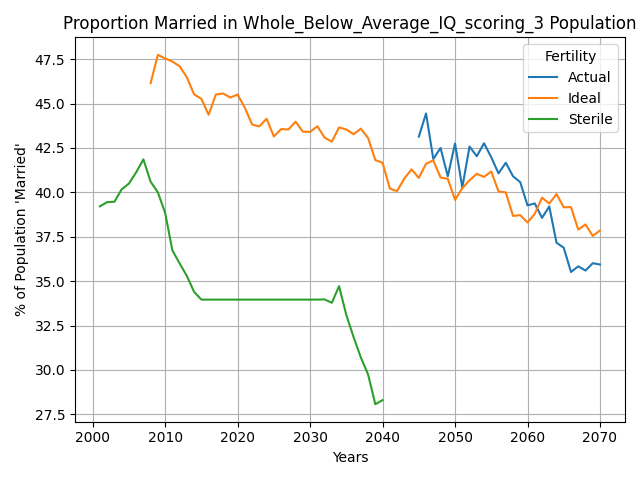 Proportion Married in Whole_Below_Average_IQ_scoring_3 Population
% of Population 'Married'
47.5
45.0
42.5
40.0
37.5
35.0
32.5
30.0
27.5
Fertility
Actual
Ideal
Sterile
2000 2010 2020 2030 2040 2050 2060 2070
Years